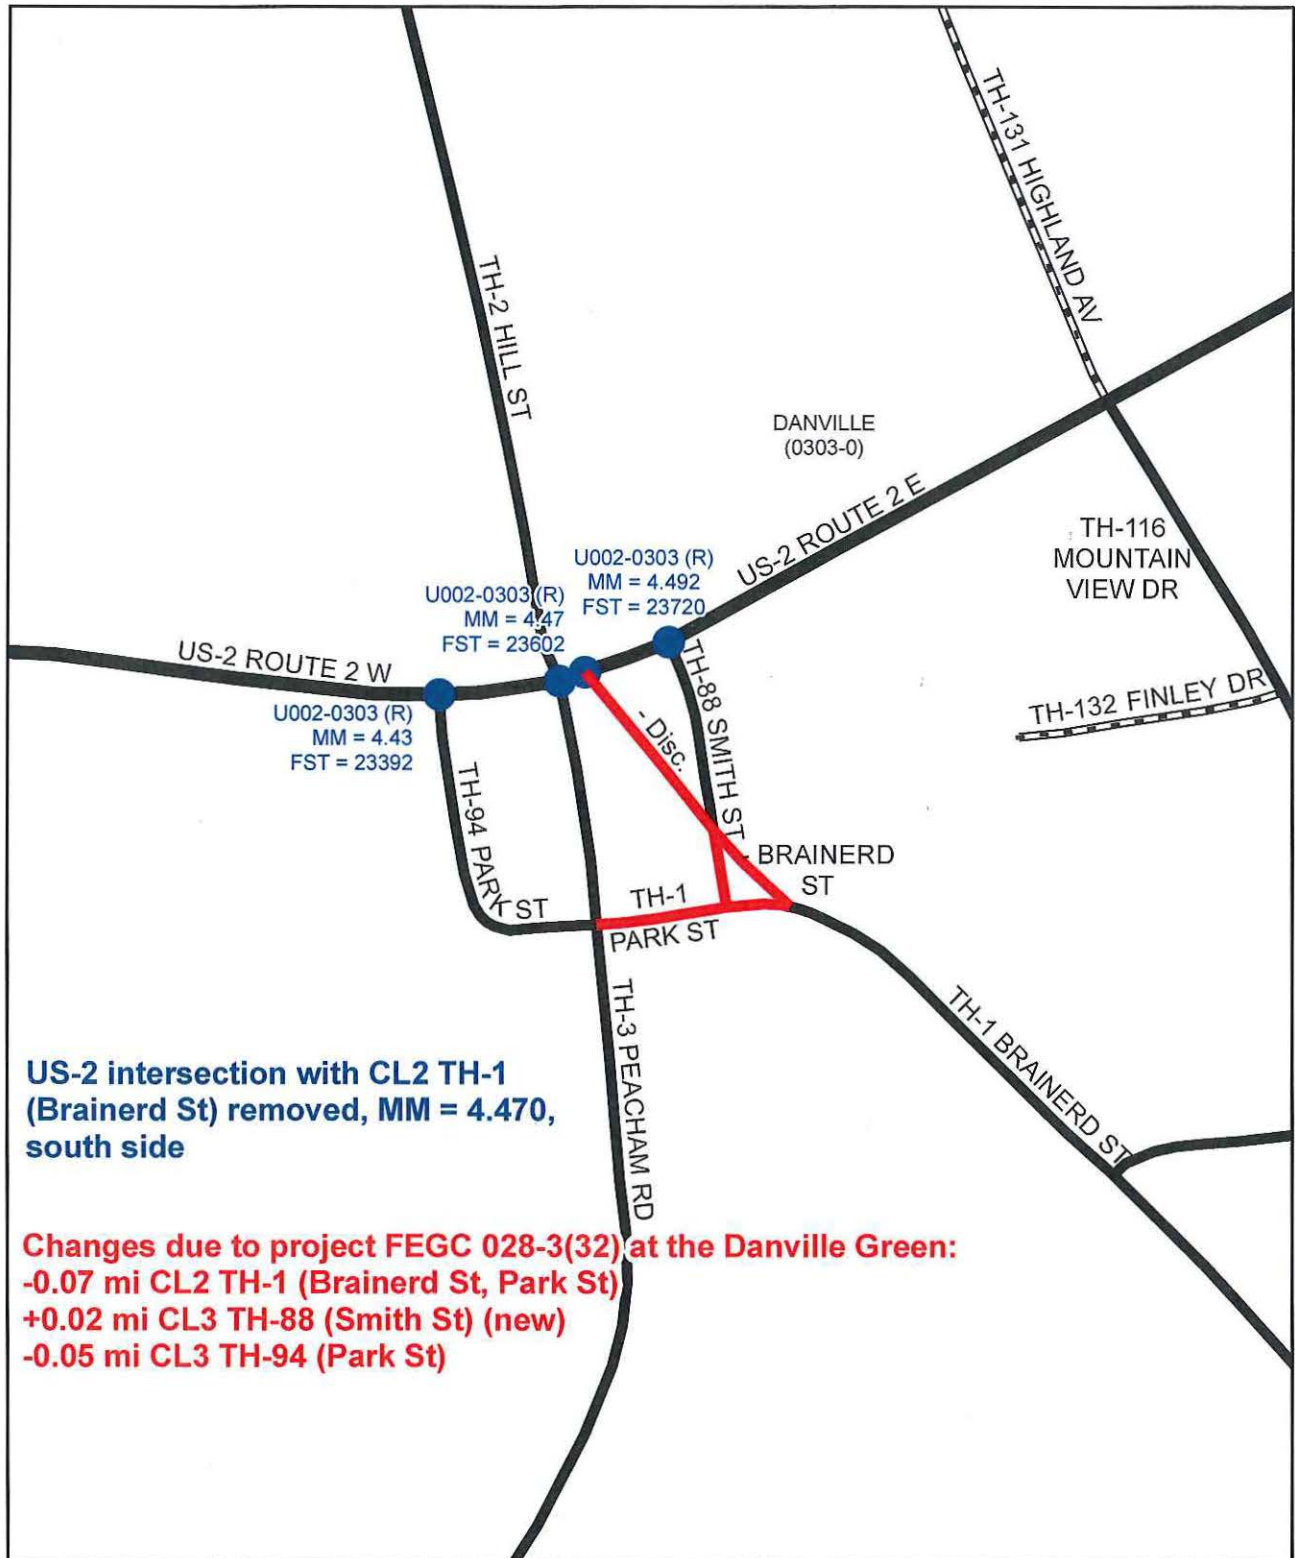 TH-131 HIGHLAND AV
TH-2 HILL ST
DANVILLE
(0303-0)
US-2 ROUTE 2 E
TH-116
MOUNTAIN
VIEW DR
U002-0303 (R)
MM = 4.492
FST = 23720
U002-0303 (R)
MM = 4.47
FST = 23602
US-2 ROUTE 2 W
U002-0303 (R)
MM = 4.43
FST = 23392
TH-132 FINLEY DR
- Disc.
TH-88 SMITH ST
TH-94 PARK ST
- BRAINERD
ST
TH-1
PARK ST
TH-3 PEACHAM RD
TH-1 BRAINERD ST
US-2 intersection with CL2 TH-1
(Brainerd St) removed, MM = 4.470,
south side
Changes due to project FEGC 028-3(32) at the Danville Green:
-0.07 mi CL2 TH-1 (Brainerd St, Park St)
+0.02 mi CL3 TH-88 (Smith St) (new)
-0.05 mi CL3 TH-94 (Park St)